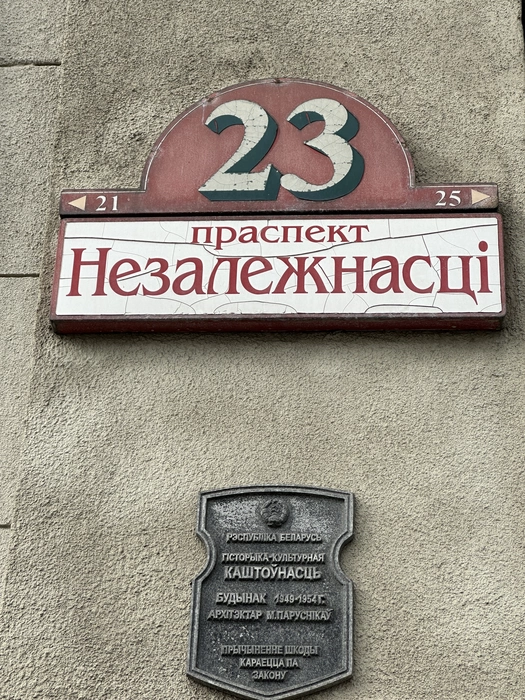 23
21 25
праспект
Незалежнасці
РЭСПУБЛІКА БЕЛАРУСЬ
ГІСТОРЫКА-КУЛЬТУРНАЯ
КАШТОЎНАСЦЬ
БУДЫНАК 1949-1954 Г.
АРХІТЭКТАР М.ПАРУСНІКАЎ
ПРЫЧЫНЕННЕ ШКОДЫ
КАРАЕЦЦА ПА
ЗАКОНУ